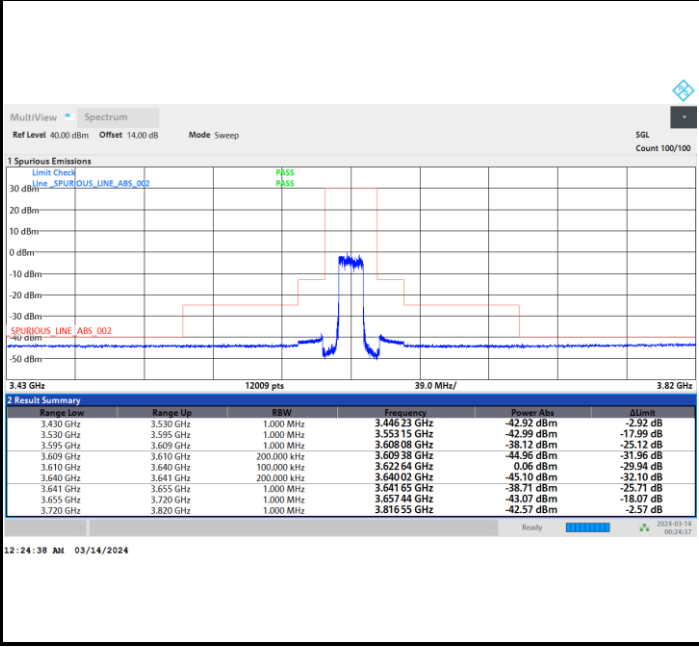 MultiView Spectrum
Ref Level 40.00 dBm Offset 14.00 dB Mode Sweep SGL
Count 100/100
1 Spurious Emissions
Limit Check PASS
Line _SPURIOUS_LINE_ABS_002 PASS
30 dBm
20 dBm
10 dBm
0 dBm
-10 dBm
-20 dBm
-30 dBm
_SPURIOUS_LINE_ABS_002
-40 dBm
-50 dBm
3.43 GHz 12009 pts 39.0 MHz/ 3.82 GHz
2 Result Summary
Range Low Range Up RBW Frequency Power Abs ΔLimit
3.430 GHz 3.530 GHz 1.000 MHz 3.446 23 GHz -42.92 dBm -2.92 dB
3.530 GHz 3.595 GHz 1.000 MHz 3.553 15 GHz -42.99 dBm -17.99 dB
3.595 GHz 3.609 GHz 1.000 MHz 3.608 08 GHz -38.12 dBm -25.12 dB
3.609 GHz 3.610 GHz 200.000 kHz 3.609 38 GHz -44.96 dBm -31.96 dB
3.610 GHz 3.640 GHz 100.000 kHz 3.622 64 GHz 0.06 dBm -29.94 dB
3.640 GHz 3.641 GHz 200.000 kHz 3.640 02 GHz -45.10 dBm -32.10 dB
3.641 GHz 3.655 GHz 1.000 MHz 3.641 65 GHz -38.71 dBm -25.71 dB
3.655 GHz 3.720 GHz 1.000 MHz 3.657 44 GHz -43.07 dBm -18.07 dB
3.720 GHz 3.820 GHz 1.000 MHz 3.816 55 GHz -42.57 dBm -2.57 dB
Ready 2024-03-14
00:24:37
12:24:38 AM 03/14/2024